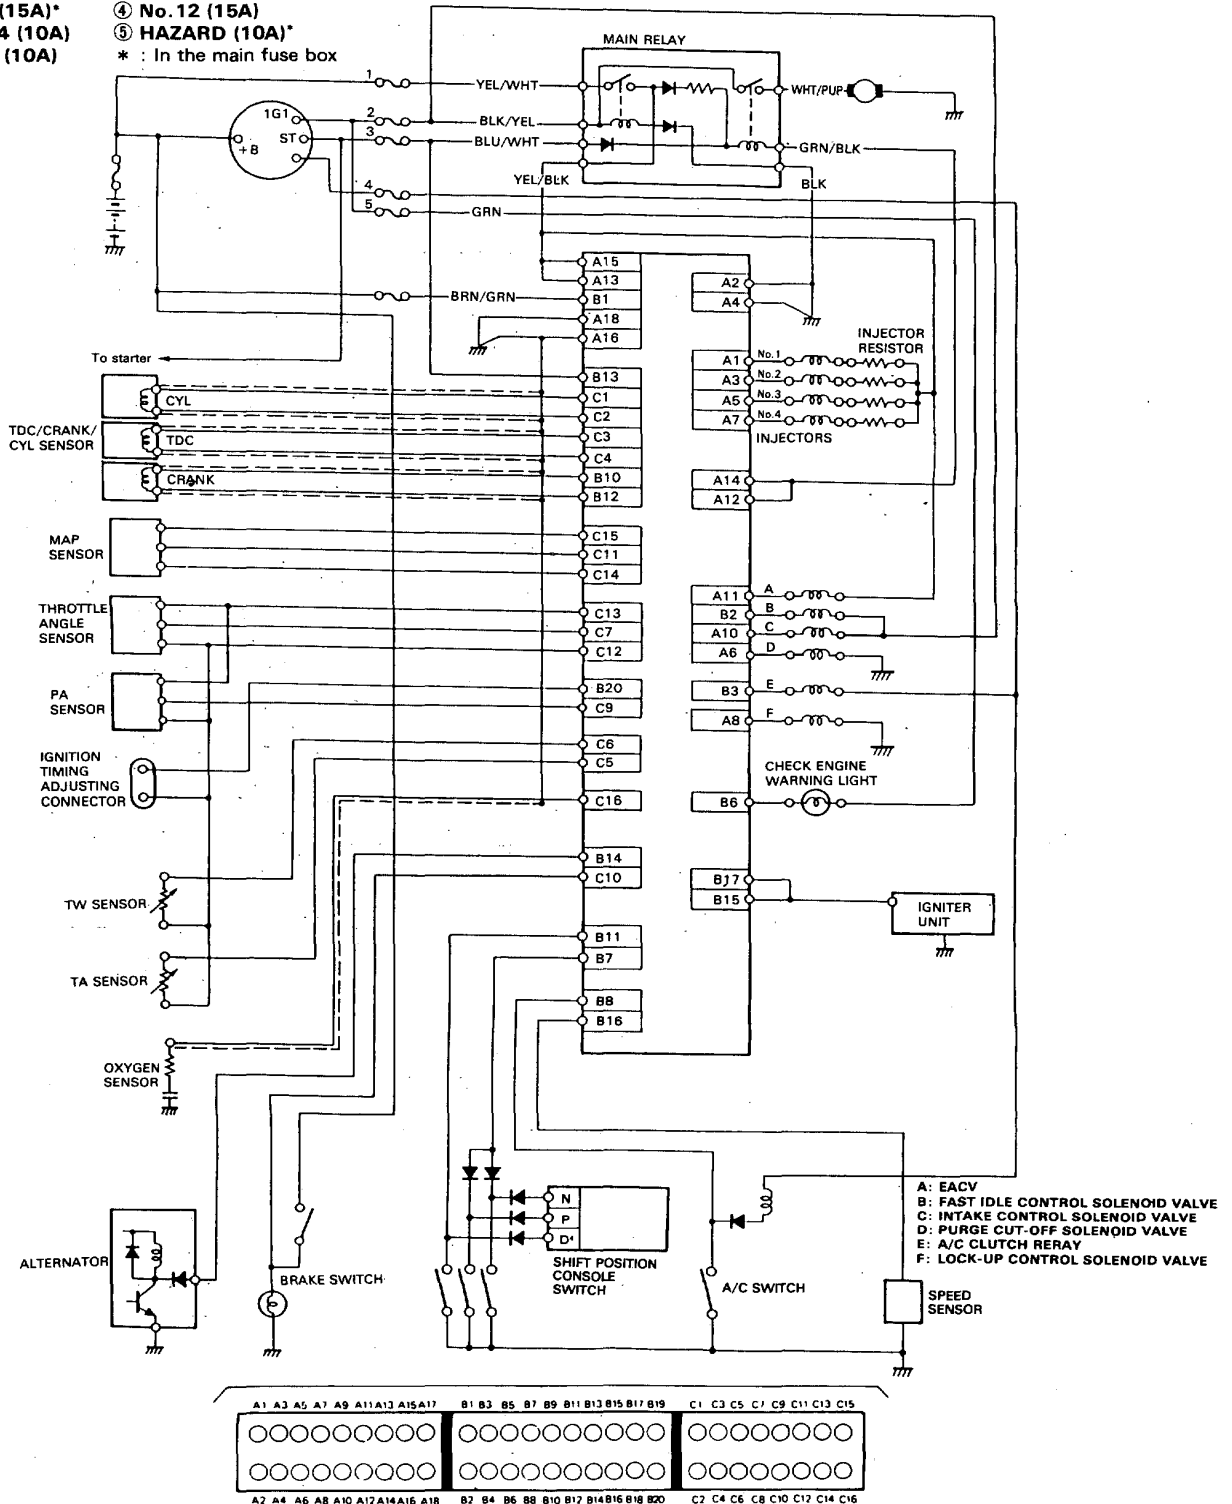 (15A)*
4 (10A)
(10A)
④ No.12 (15A)
⑤ HAZARD (10A)*
* : In the main fuse box
MAIN RELAY
1
YEL/WHT
WHT/PUP
1G1
2
BLK/YEL
ST
3
BLU/WHT
+B
GRN/BLK
YEL/BLK
BLK
4
5
GRN
A15
A13
BRN/GRN
B1
A18
A16
A2
A4
To starter
INJECTOR
RESISTOR
A1 No.1
A3 No.2
A5 No.3
A7 No.4
INJECTORS
B13
CYL
C1
C2
TDC/CRANK/
CYL SENSOR
TDC
C3
C4
CRANK
B10
B12
A14
A12
MAP
SENSOR
C15
C11
C14
THROTTLE
ANGLE
SENSOR
C13
C7
C12
A11 A
B2 B
A10 C
A6 D
PA
SENSOR
B20
C9
B3 E
A8 F
IGNITION
TIMING
ADJUSTING
CONNECTOR
C6
C5
C16
CHECK ENGINE
WARNING LIGHT
B6
B14
C10
B17
B15
IGNITER
UNIT
TW SENSOR
B11
B7
TA SENSOR
B8
B16
OXYGEN
SENSOR
N
P
D4
SHIFT POSITION
CONSOLE
SWITCH
ALTERNATOR
BRAKE SWITCH
A/C SWITCH
SPEED
SENSOR
A: EACV
B: FAST IDLE CONTROL SOLENOID VALVE
C: INTAKE CONTROL SOLENOID VALVE
D: PURGE CUT-OFF SOLENOID VALVE
E: A/C CLUTCH RERAY
F: LOCK-UP CONTROL SOLENOID VALVE
A1 A3 A5 A7 A9 A11 A13 A15 A17 B1 B3 B5 B7 B9 B11 B13 B15 B17 B19 C1 C3 C5 C7 C9 C11 C13 C15
A2 A4 A6 A8 A10 A12 A14 A16 A18 B2 B4 B6 B8 B10 B12 B14 B16 B18 B20 C2 C4 C6 C8 C10 C12 C14 C16